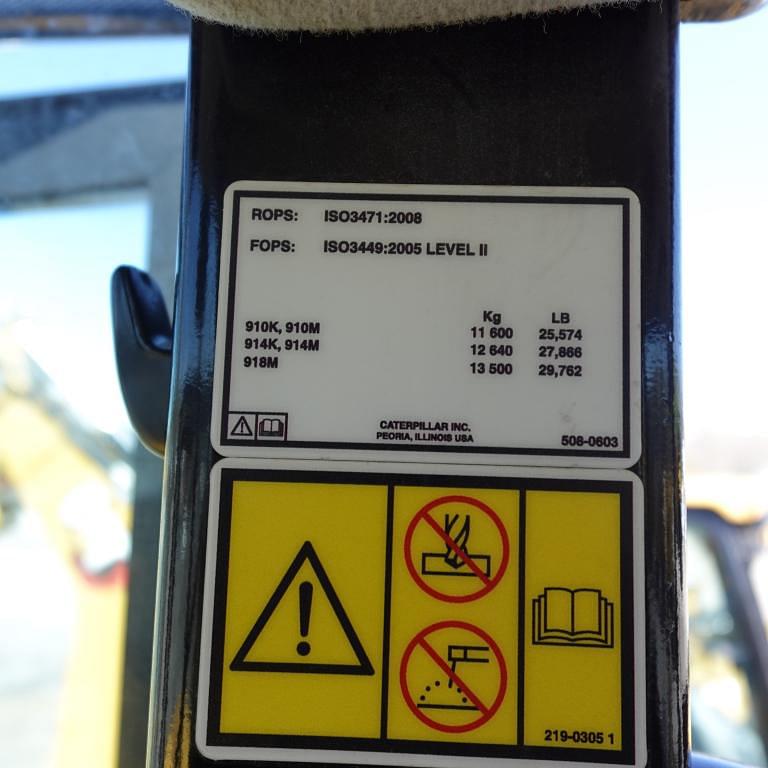 ROPS: ISO3471:2008
FOPS: ISO3449:2005 LEVEL II
Kg LB
910K, 910M 11 600 25,574
914K, 914M 12 640 27,866
918M 13 500 29,762
CATERPILLAR INC.
PEORIA, ILLINOIS USA 508-0603
219-0305 1